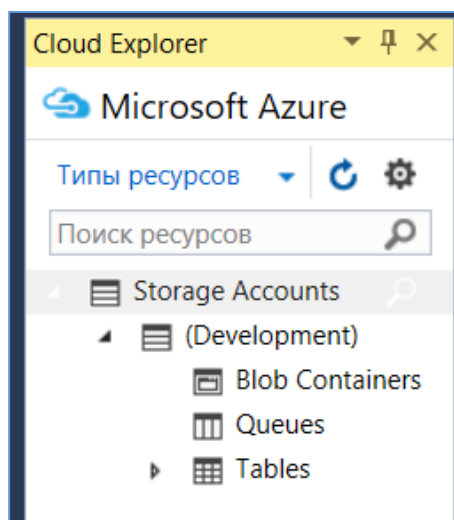 Cloud Explorer
Microsoft Azure
Типы ресурсов
Поиск ресурсов
Storage Accounts
(Development)
Blob Containers
Queues
Tables